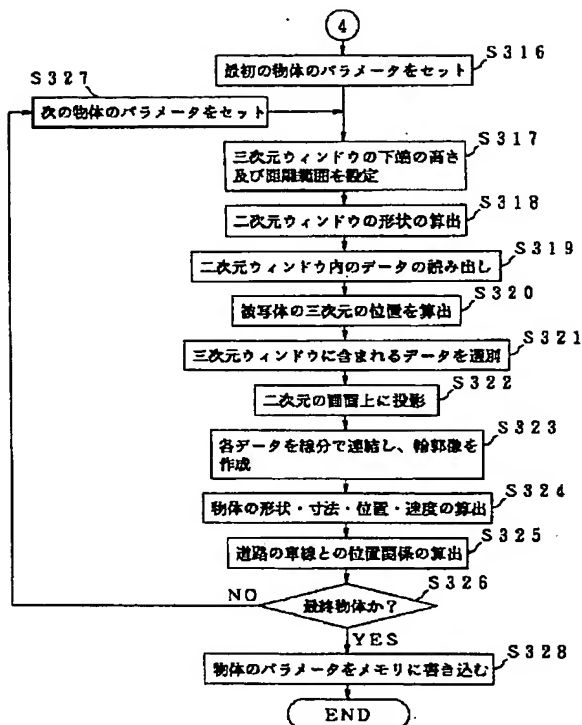 4
S316
最初の物体のパラメータをセット
S327
次の物体のパラメータをセット
S317
三次元ウィンドウの下端の高さ
及び距離範囲を設定
S318
二次元ウィンドウの形状の算出
S319
二次元ウィンドウ内のデータの読み出し
S320
被写体の三次元の位置を算出
S321
三次元ウィンドウに含まれるデータを選別
S322
二次元の画面上に投影
S323
各データを線分で連結し、輪郭像を
作成
S324
物体の形状・寸法・位置・速度の算出
S325
道路の車線との位置関係の算出
S326
NO
最終物体か?
YES
S328
物体のパラメータをメモリに書き込む
END